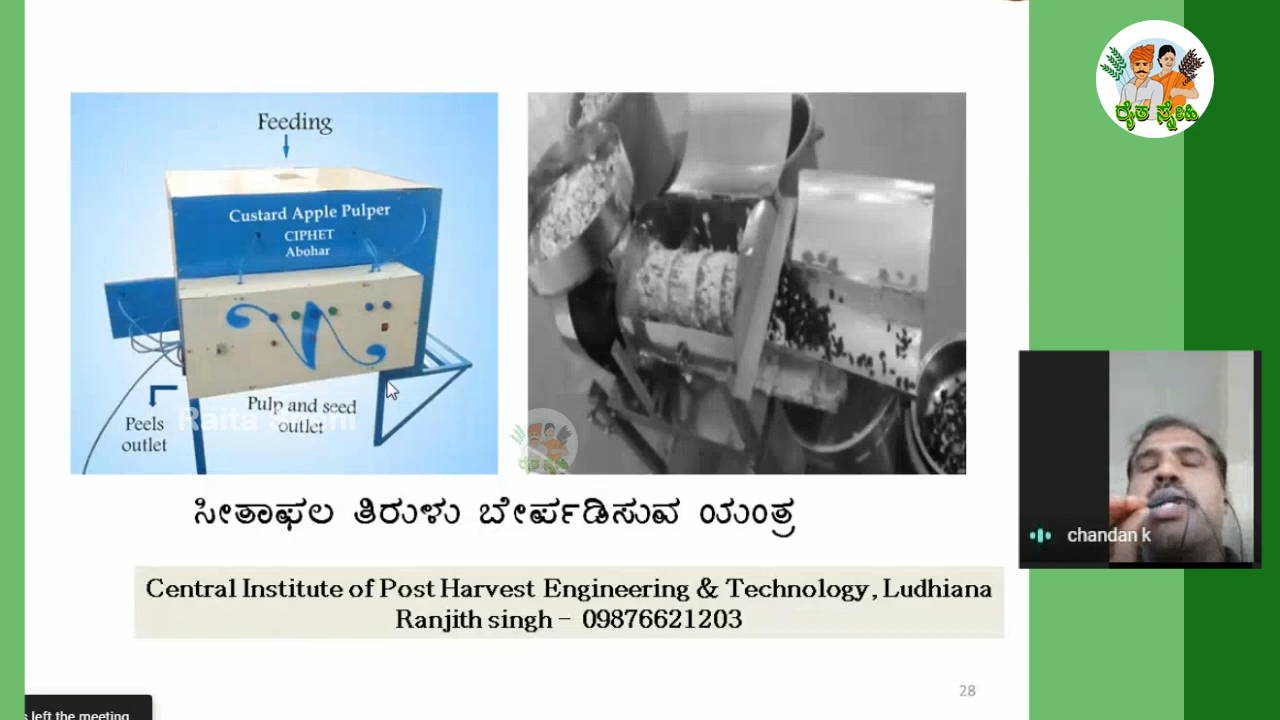 Feeding
Custard Apple Pulper
CIPHET
Abohar
Peels
outlet
Pulp and seed
outlet
Raita
ಸೀತಾಫಲ ತಿರುಳು ಬೇರ್ಪಡಿಸುವ ಯಂತ್ರ
Central Institute of Post Harvest Engineering & Technology, Ludhiana
Ranjith singh – 09876621203
28
s left the meeting
ರೈತ ಸ್ನೇಹಿ
chandan k